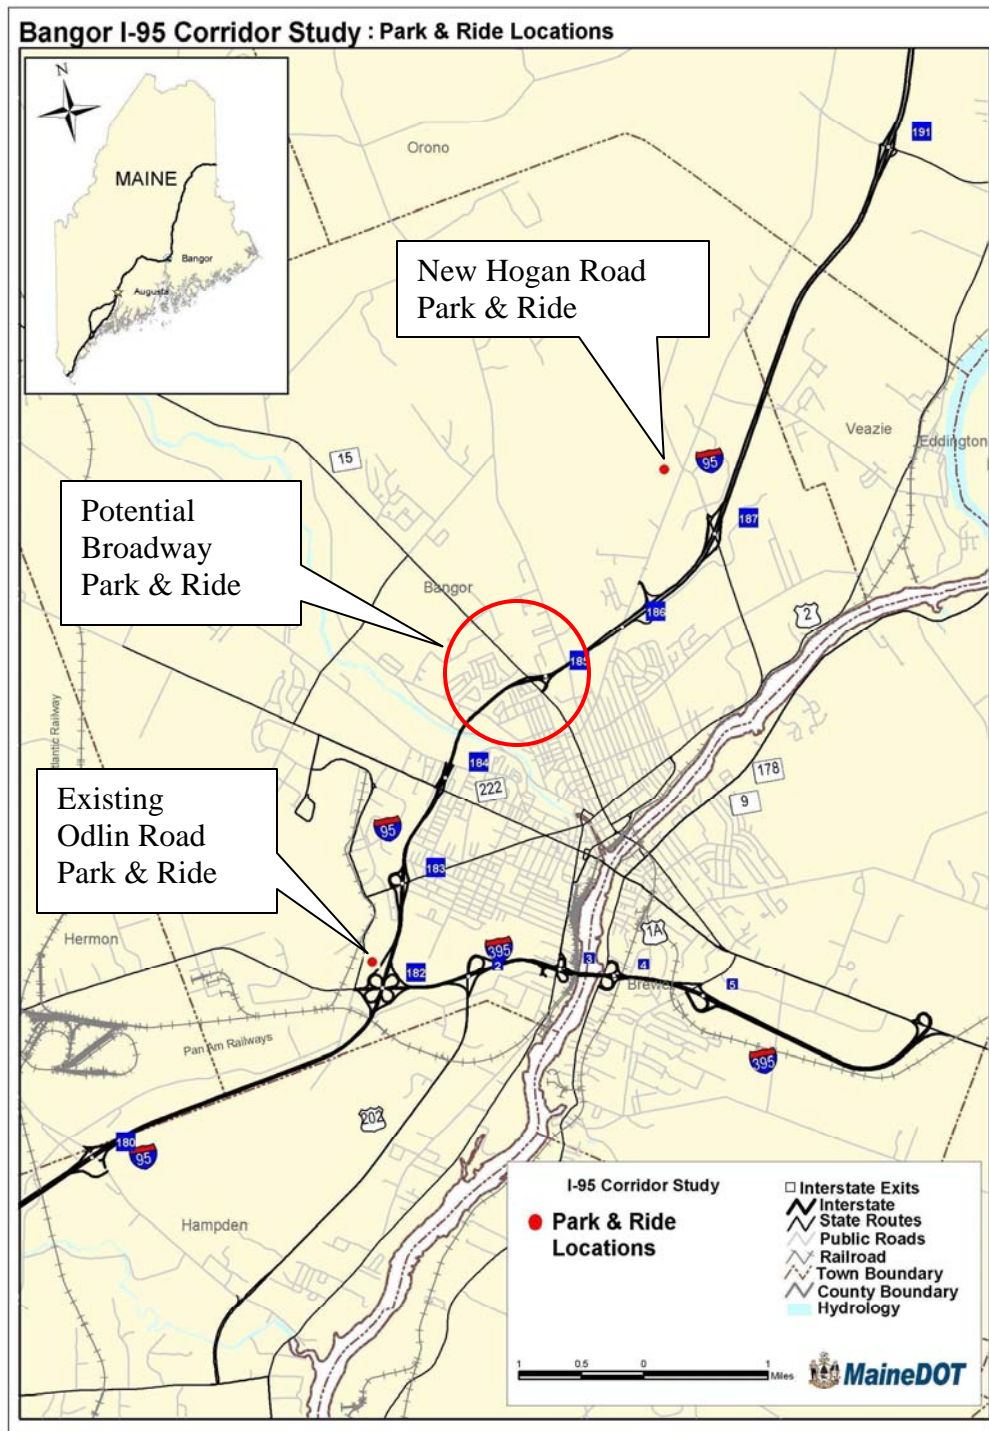 Bangor I-95 Corridor Study : Park & Ride Locations
N
MAINE
Bangor
Augusta
Orono
191
New Hogan Road
Park & Ride
15
95
Veazie
Eddington
187
Potential
Broadway
Park & Ride
Bangor
186
2
185
184
222
178
9
95
183
Existing
Odlin Road
Park & Ride
Hermon
1A
395
182
2
3
4
5
Brewer
Pan Am Railways
395
202
180
95
Hampden
I-95 Corridor Study
Park & Ride
Locations
Interstate Exits
Interstate
State Routes
Public Roads
Railroad
Town Boundary
County Boundary
Hydrology
1 0.5 0 1
Miles
MaineDOT